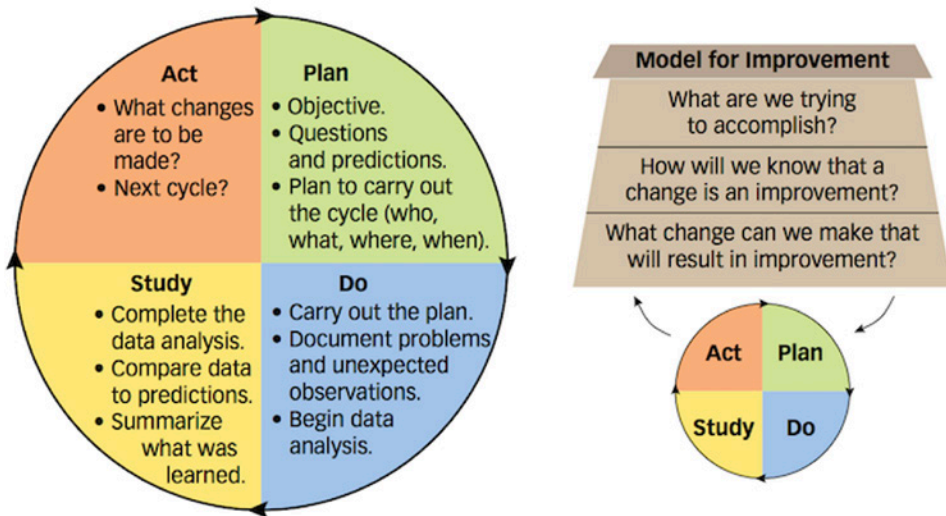 Act
• What changes
are to be
made?
• Next cycle?
Plan
• Objective.
• Questions
and predictions.
• Plan to carry out
the cycle (who,
what, where, when).
Study
• Complete the
data analysis.
• Compare data
to predictions.
• Summarize
what was
learned.
Do
• Carry out the plan.
• Document problems
and unexpected
observations.
• Begin data
analysis.
Model for Improvement
What are we trying
to accomplish?
How will we know that a
change is an improvement?
What change can we make that
will result in improvement?
Act
Plan
Study
Do